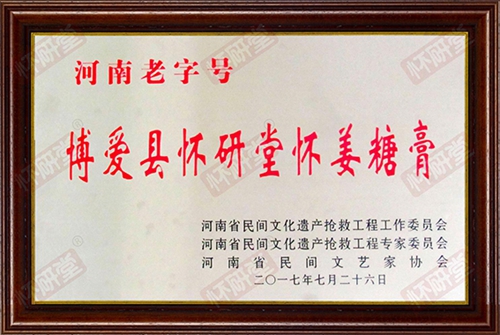 河南老字号
博爱县怀研堂怀姜糖膏
河南省民间文化遗产抢救工程工作委员会
河南省民间文化遗产抢救工程专家委员会
河南省民间文艺家协会
二〇一七年七月二十六日
怀研堂®